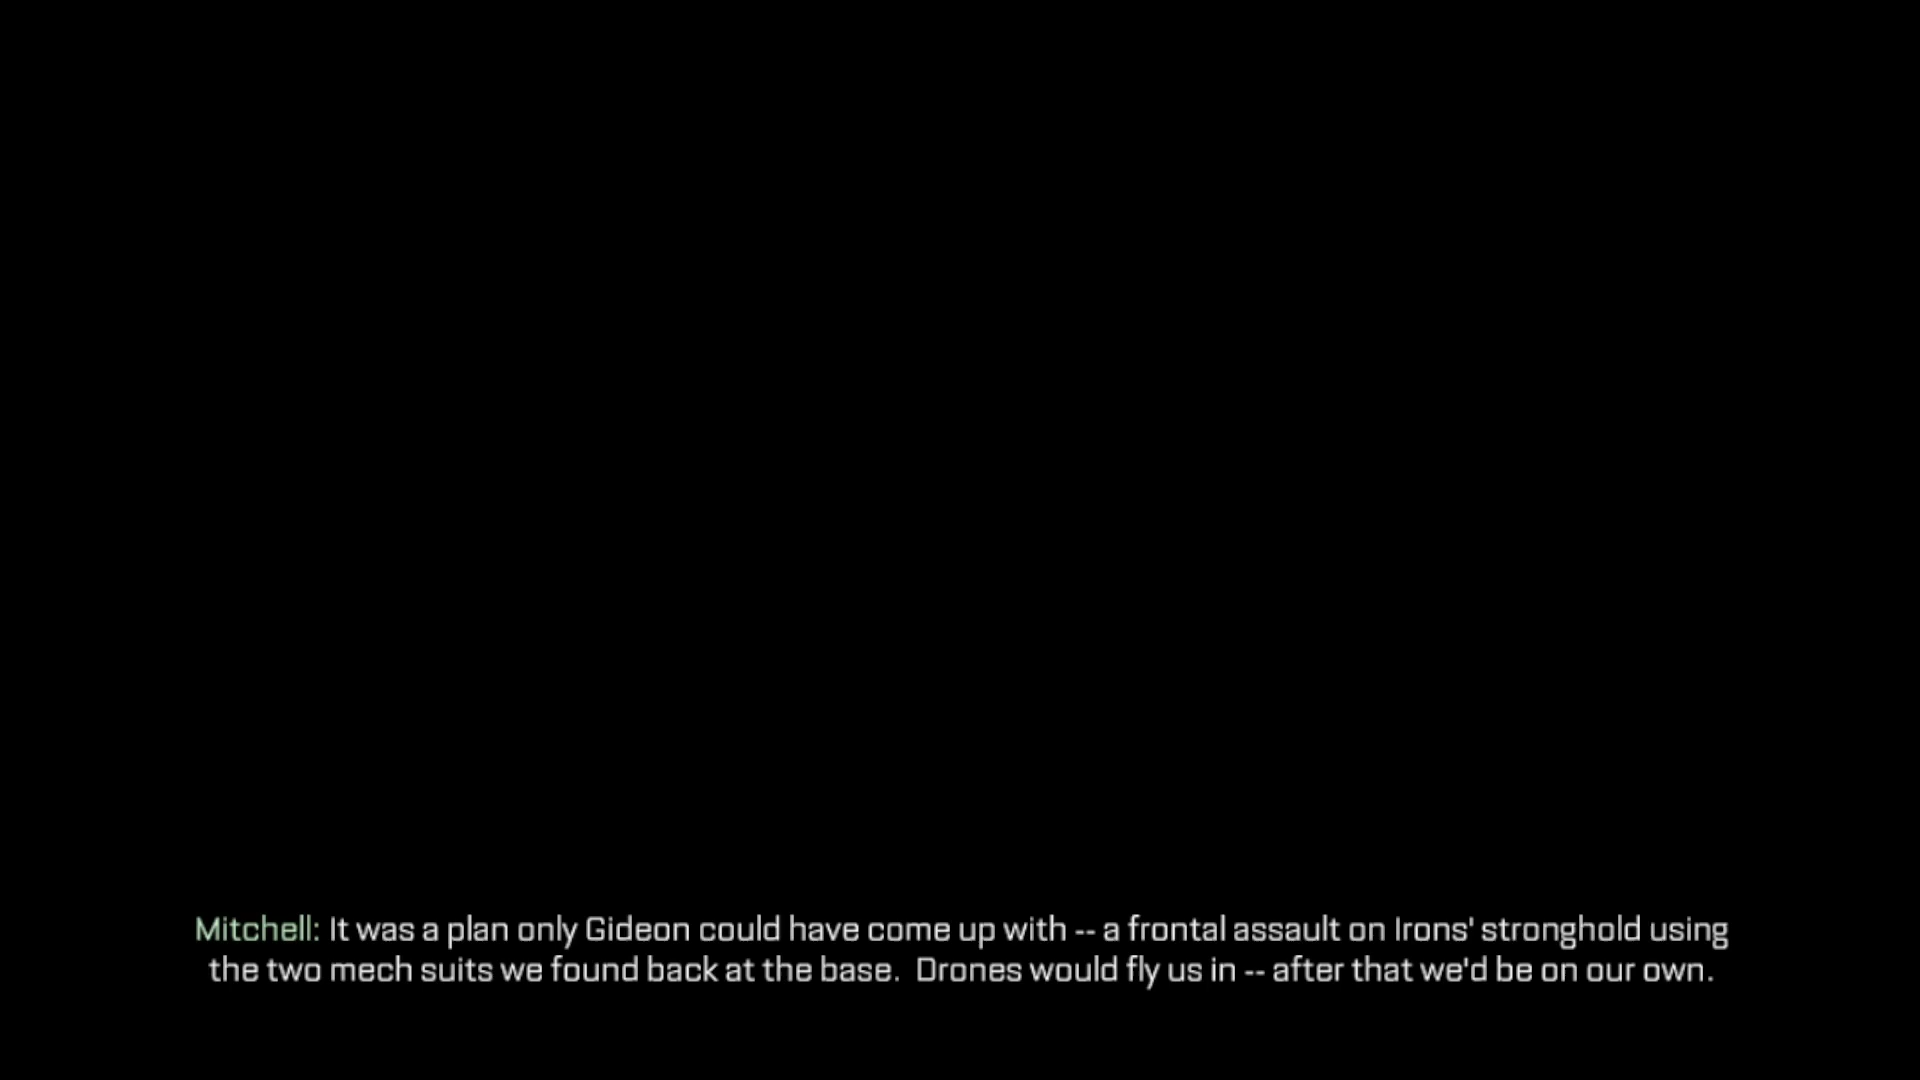 Mitchell: It was a plan only Gideon could have come up with -- a frontal assault on Irons' stronghold using
the two mech suits we found back at the base.  Drones would fly us in -- after that we'd be on our own.